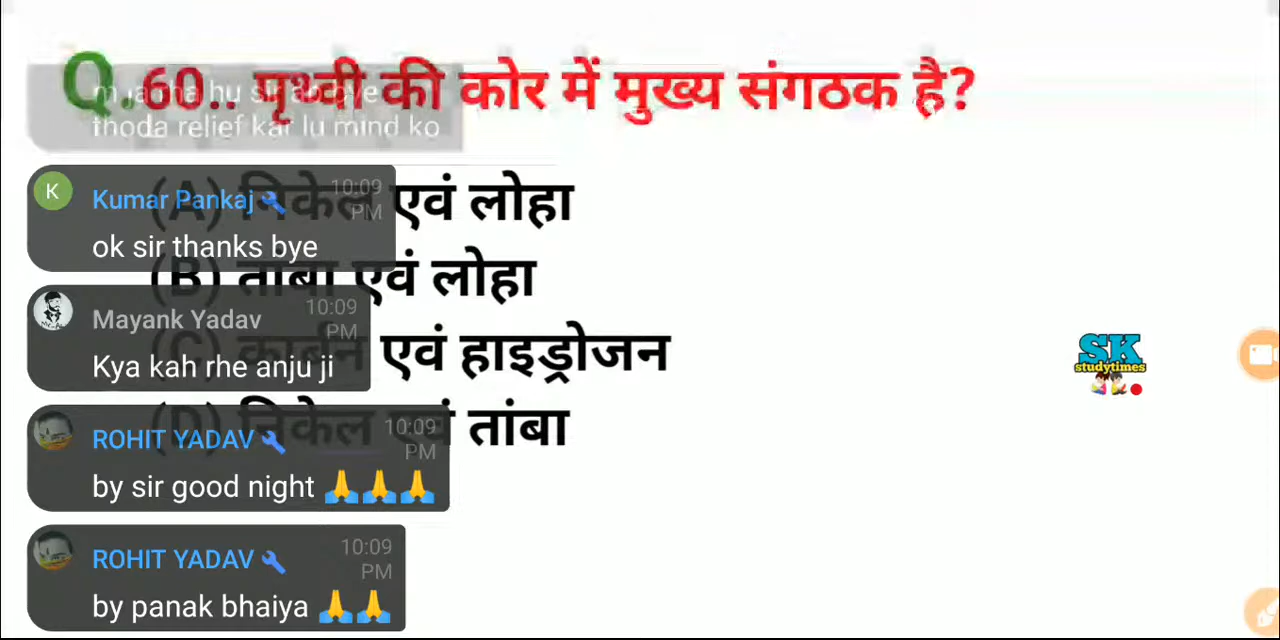 Q.60.. पृथ्वी की कोर में मुख्य संगठक है?
thoda relief kar lu mind ko
(A) निकेल एवं लोहा
Kumar Pankaj 10:09 PM
ok sir thanks bye
(B) तांबा एवं लोहा
Mayank Yadav 10:09 PM
Kya kah rhe anju ji
(C) कार्बन एवं हाइड्रोजन
(D) निकेल एवं तांबा
ROHIT YADAV 10:09 PM
by sir good night 🙏🙏🙏
ROHIT YADAV 10:09 PM
by panak bhaiya 🙏🙏
K
SK
studytimes